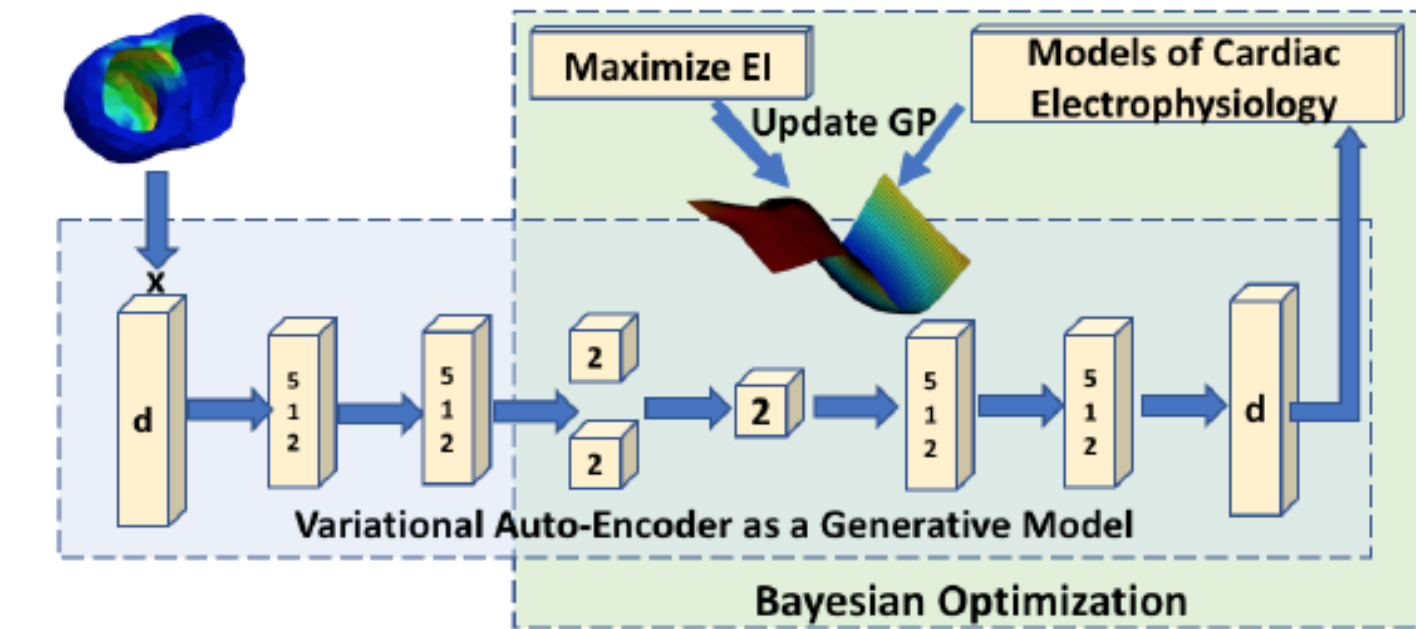 Maximize EI
Models of Cardiac
Electrophysiology
Update GP
x
d
5
1
2
5
1
2
2
2
2
5
1
2
5
1
2
d
Variational Auto-Encoder as a Generative Model
Bayesian Optimization